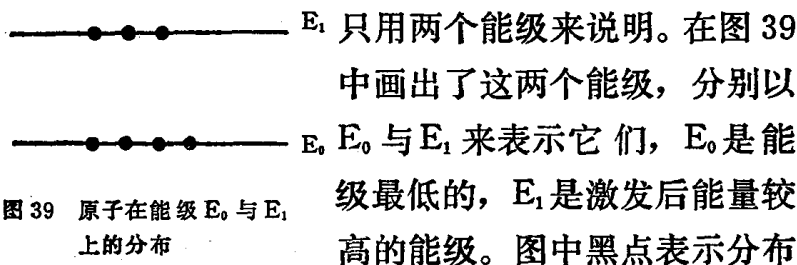 E₁
E₀
图 39 原子在能级 E₀ 与 E₁
上的分布
只用两个能级来说明。在图 39
中画出了这两个能级，分别以
E₀ 与 E₁ 来表示它们，E₀是能
级最低的，E₁是激发后能量较
高的能级。图中黑点表示分布